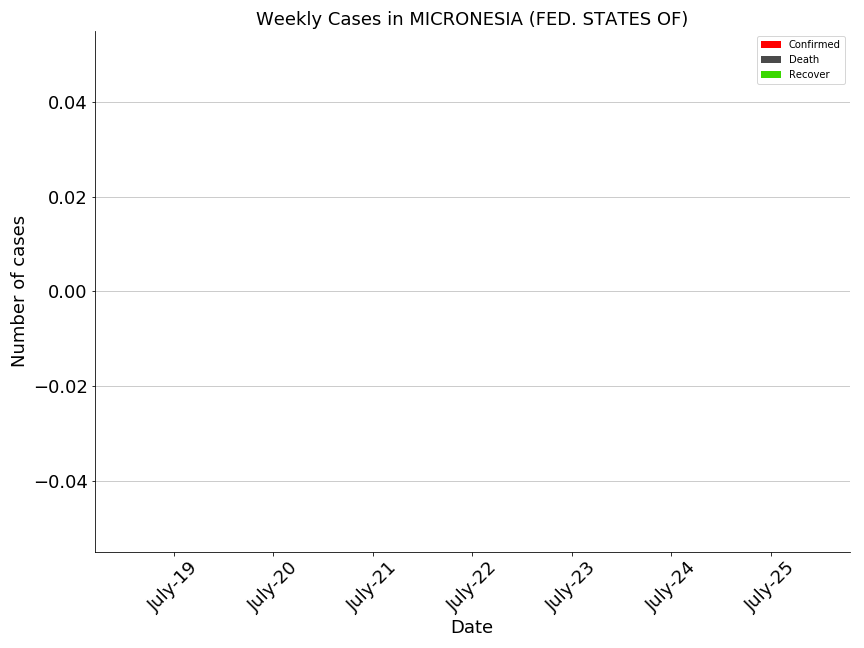 Weekly Cases in MICRONESIA (FED. STATES OF)
Confirmed
Death
Recover
Number of cases
0.04
0.02
0.00
−0.02
−0.04
July-19
July-20
July-21
July-22
July-23
July-24
July-25
Date